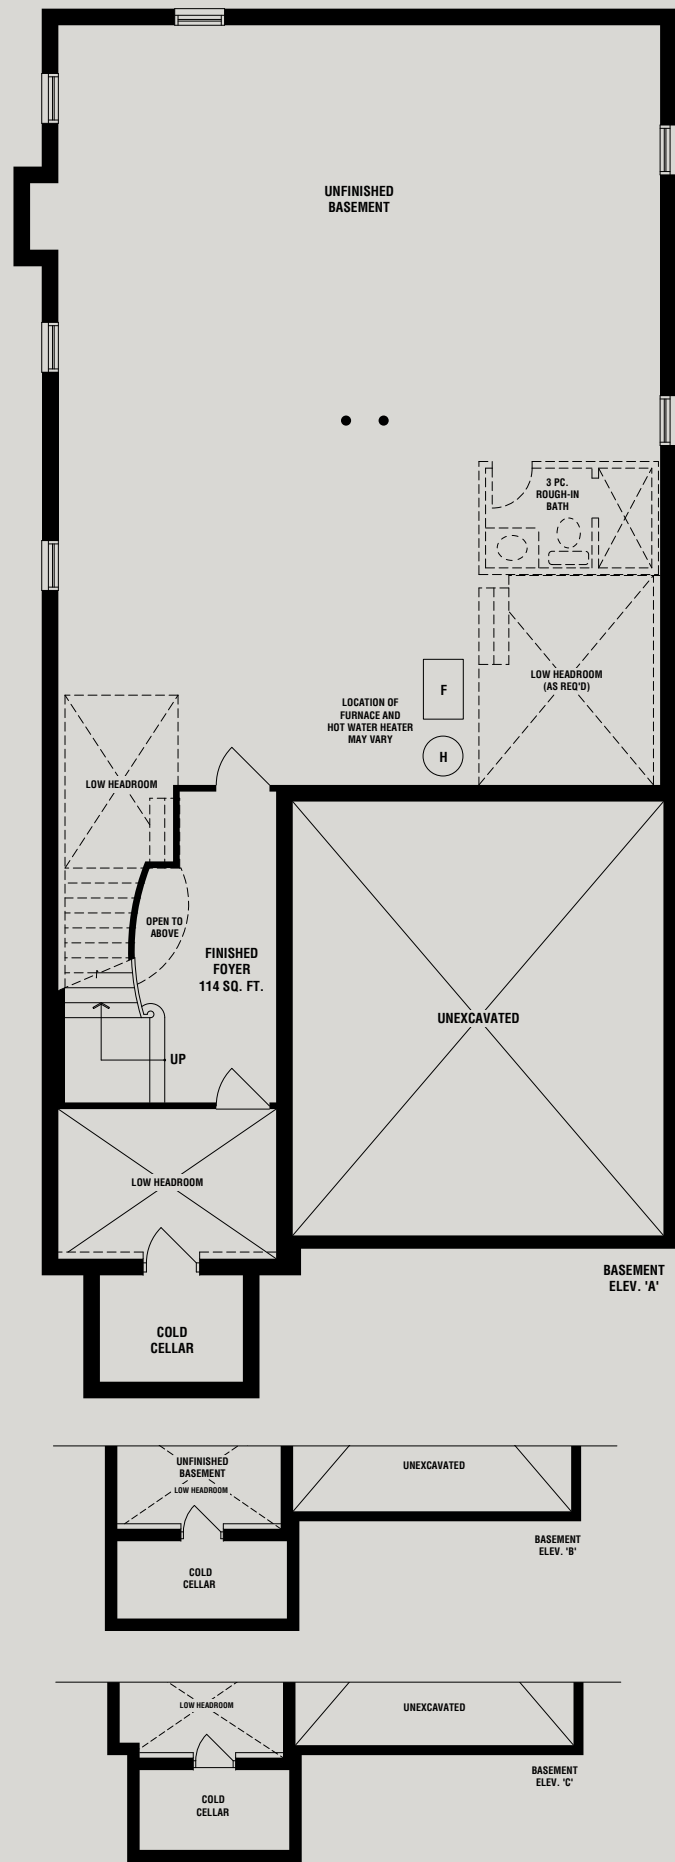 UNFINISHED
BASEMENT
3 PC.
ROUGH-IN
BATH
LOW HEADROOM
(AS REQ'D)
F
LOCATION OF
FURNACE AND
HOT WATER HEATER
MAY VARY
H
LOW HEADROOM
OPEN TO
ABOVE
FINISHED
FOYER
114 SQ. FT.
UNEXCAVATED
UP
LOW HEADROOM
BASEMENT
ELEV. 'A'
COLD
CELLAR
UNFINISHED
BASEMENT
LOW HEADROOM
UNEXCAVATED
BASEMENT
ELEV. 'B'
COLD
CELLAR
LOW HEADROOM
UNEXCAVATED
BASEMENT
ELEV. 'C'
COLD
CELLAR